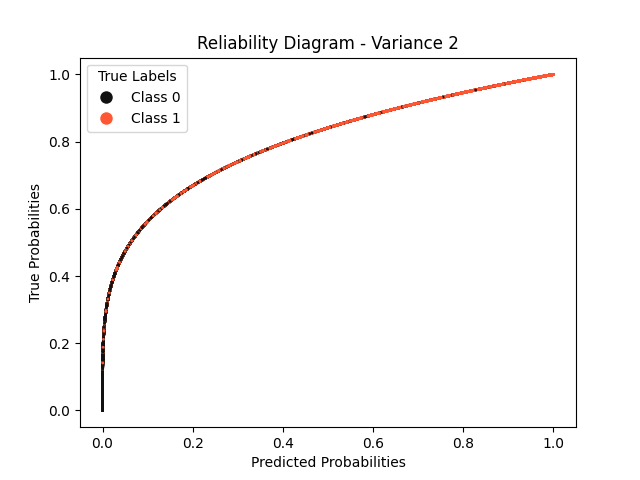 Reliability Diagram - Variance 2
True Labels
Class 0
Class 1
True Probabilities
1.0
0.8
0.6
0.4
0.2
0.0
0.0 0.2 0.4 0.6 0.8 1.0
Predicted Probabilities